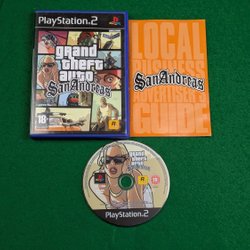 PlayStation®2
grand
theft
auto
San Andreas
18
LOCAL
BUSINESS
San Andreas
ADVERTISER'S
GUIDE
grand theft auto
San Andreas
PlayStation®2